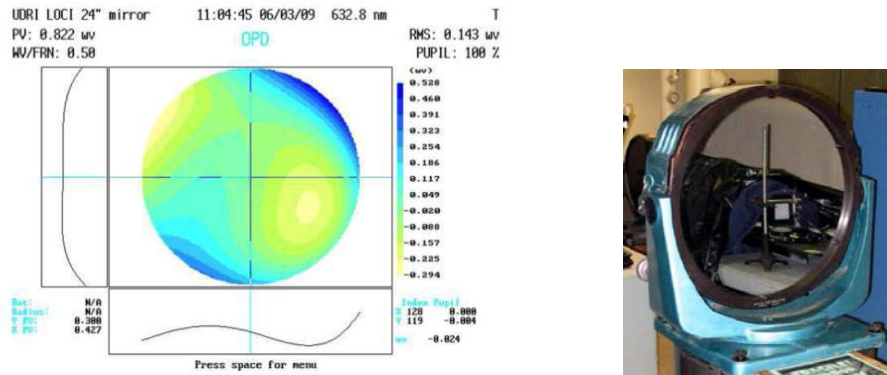 UDRI LOCI 24" mirror 11:04:45 06/03/09 632.8 nm T
PV: 0.822 wv OPD RMS: 0.143 wv
WV/FRN: 0.50 PUPIL: 100 %
(wv)
0.528
0.460
0.391
0.323
0.254
0.186
0.117
0.049
-0.020
-0.088
-0.157
-0.225
-0.294
Rot: N/A
Radius: N/A
Y PV: 0.300
X PV: 0.427
Index Pupil
X 128 0.000
Y 119 -0.004
wv -0.024
Press space for menu